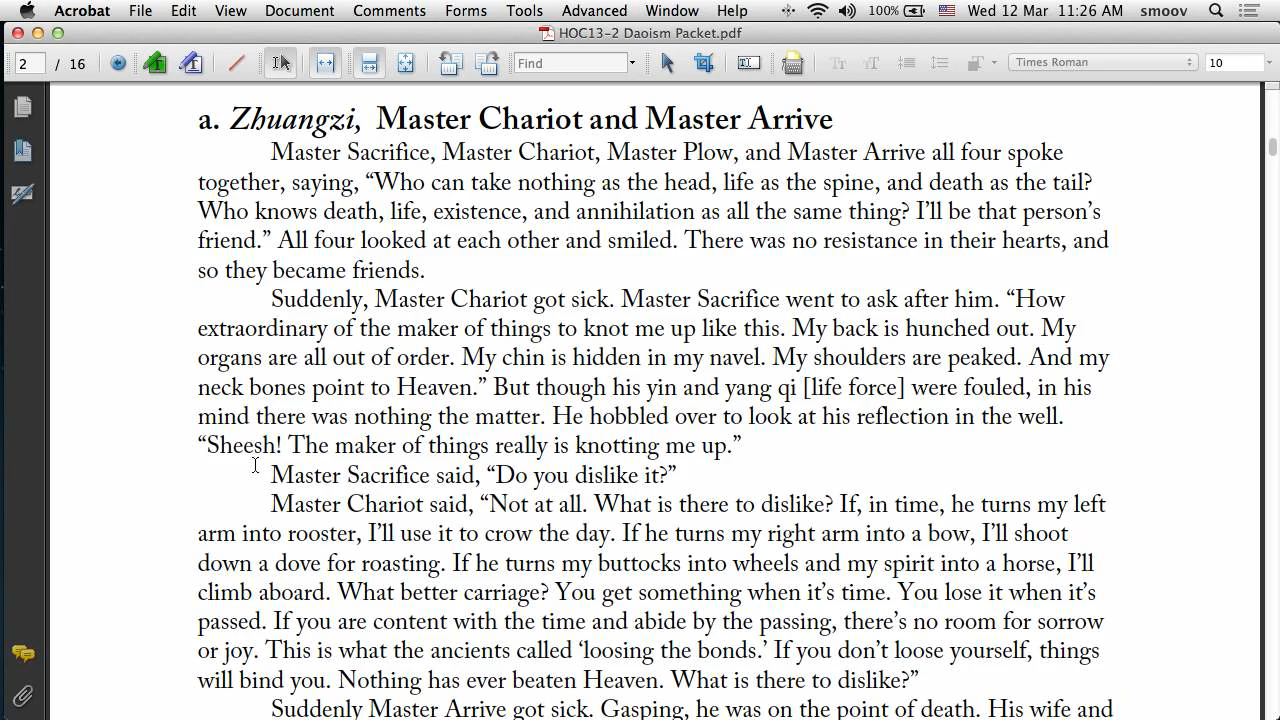 Acrobat File Edit View Document Comments Forms Tools Advanced Window Help 100% Wed 12 Mar 11:26 AM smoov
HOC13-2 Daoism Packet.pdf
2 / 16 Find Times Roman 10
a. Zhuangzi, Master Chariot and Master Arrive
Master Sacrifice, Master Chariot, Master Plow, and Master Arrive all four spoke
together, saying, “Who can take nothing as the head, life as the spine, and death as the tail?
Who knows death, life, existence, and annihilation as all the same thing? I’ll be that person’s
friend.” All four looked at each other and smiled. There was no resistance in their hearts, and
so they became friends.
Suddenly, Master Chariot got sick. Master Sacrifice went to ask after him. “How
extraordinary of the maker of things to knot me up like this. My back is hunched out. My
organs are all out of order. My chin is hidden in my navel. My shoulders are peaked. And my
neck bones point to Heaven.” But though his yin and yang qi [life force] were fouled, in his
mind there was nothing the matter. He hobbled over to look at his reflection in the well.
“Sheesh! The maker of things really is knotting me up.”
Master Sacrifice said, “Do you dislike it?”
Master Chariot said, “Not at all. What is there to dislike? If, in time, he turns my left
arm into rooster, I’ll use it to crow the day. If he turns my right arm into a bow, I’ll shoot
down a dove for roasting. If he turns my buttocks into wheels and my spirit into a horse, I’ll
climb aboard. What better carriage? You get something when it’s time. You lose it when it’s
passed. If you are content with the time and abide by the passing, there’s no room for sorrow
or joy. This is what the ancients called ‘loosing the bonds.’ If you don’t loose yourself, things
will bind you. Nothing has ever beaten Heaven. What is there to dislike?”
Suddenly Master Arrive got sick. Gasping, he was on the point of death. His wife and